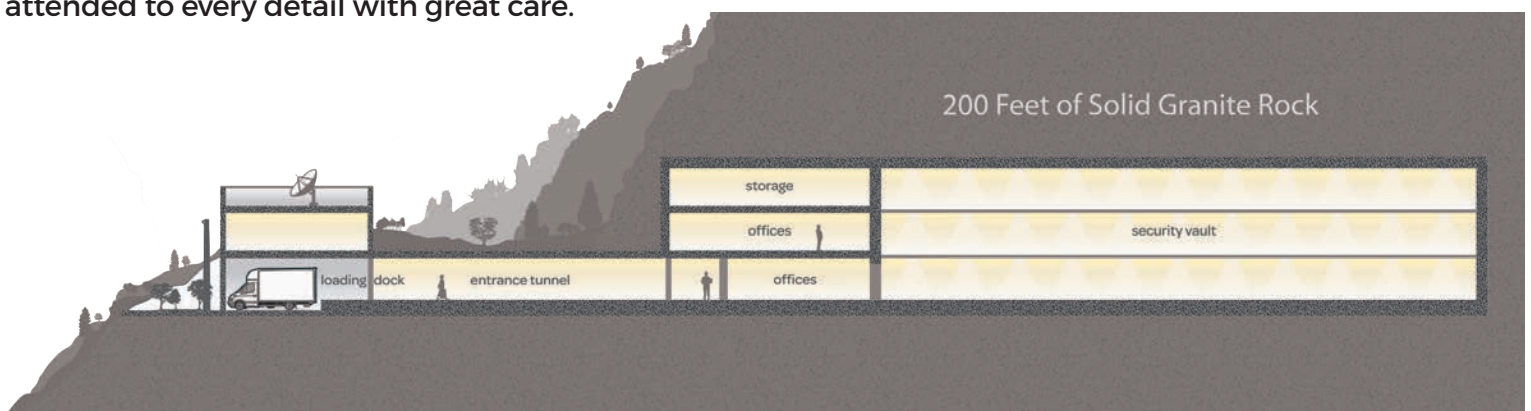 attended to every detail with great care.
200 Feet of Solid Granite Rock
storage
offices
security vault
loading dock
entrance tunnel
offices